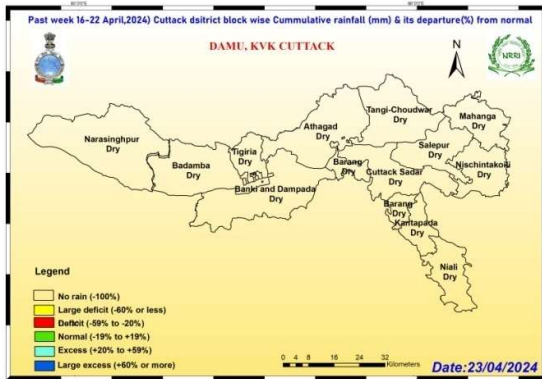 Past week 16-22 April,2024) Cuttack dsitrict block wise Cummulative rainfall (mm) & its departure(%) from normal
DAMU, KVK CUTTACK
N
NRRI
Narasinghpur
Dry
Badamba
Dry
Tigiria
Dry
Athagad
Dry
Tangi-Choudwar
Dry
Mahanga
Dry
Salepur
Dry
Nischintakoili
Dry
Barang
Dry
Cuttack Sadar
Dry
Banki and Dampada
Dry
Barang
Dry
Kantapada
Dry
Niali
Dry
Legend
No rain (-100%)
Large deficit (-60% or less)
Deficit (-59% to -20%)
Normal (-19% to +19%)
Excess (+20% to +59%)
Large excess (+60% or more)
0 4 8 16 24 32
Kilometers
Date:23/04/2024